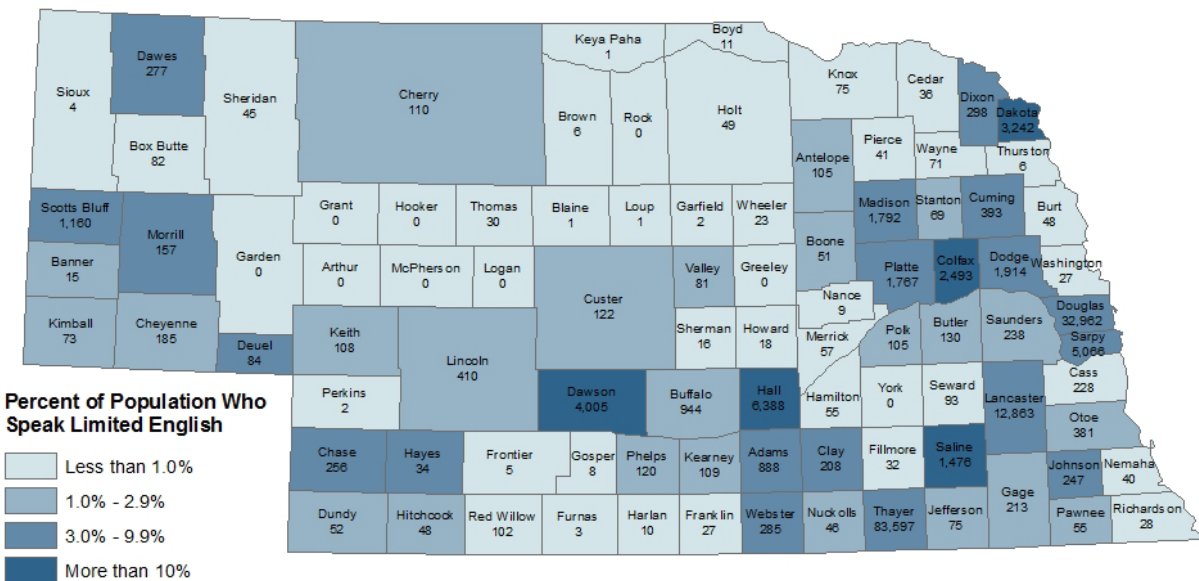 Sioux
4
Dawes
277
Box Butte
82
Sheridan
45
Cherry
110
Keya Paha
1
Boyd
11
Brown
6
Rock
0
Holt
49
Knox
75
Cedar
36
Dixon
298
Dakota
3,242
Antelope
105
Pierce
41
Wayne
71
Thurston
6
Scotts Bluff
1,160
Morrill
157
Garden
0
Banner
15
Kimball
73
Cheyenne
185
Deuel
84
Grant
0
Hooker
0
Thomas
30
Blaine
1
Loup
1
Garfield
2
Wheeler
23
Madison
1,792
Stanton
69
Cuming
393
Burt
48
Arthur
0
McPherson
0
Logan
0
Custer
122
Valley
81
Greeley
0
Boone
51
Platte
1,767
Colfax
2,493
Dodge
1,914
Washington
27
Nance
9
Keith
108
Lincoln
410
Sherman
16
Howard
18
Merrick
57
Polk
105
Butler
130
Saunders
238
Douglas
32,962
Sarpy
5,066
Perkins
2
Dawson
4,005
Buffalo
944
Hall
6,388
Hamilton
55
York
0
Seward
93
Lancaster
12,863
Cass
228
Otoe
381
Chase
256
Hayes
34
Frontier
5
Gosper
8
Phelps
120
Kearney
109
Adams
888
Clay
208
Fillmore
32
Saline
1,476
Johnson
247
Nemaha
40
Dundy
52
Hitchcock
48
Red Willow
102
Furnas
3
Harlan
10
Franklin
27
Webster
285
Nuckolls
46
Thayer
83,597
Jefferson
75
Gage
213
Pawnee
55
Richardson
28
Percent of Population Who
Speak Limited English
Less than 1.0%
1.0% - 2.9%
3.0% - 9.9%
More than 10%